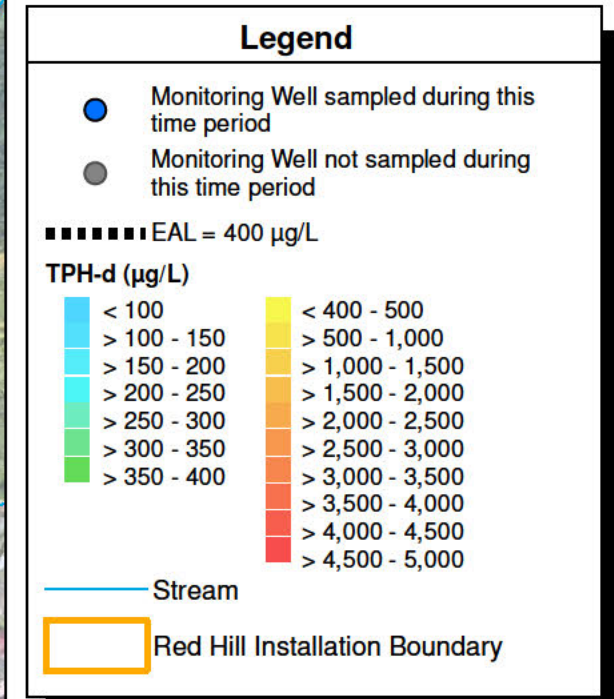 Legend
Monitoring Well sampled during this
time period
Monitoring Well not sampled during
this time period
EAL = 400 µg/L
TPH-d (µg/L)
< 100
> 100 - 150
> 150 - 200
> 200 - 250
> 250 - 300
> 300 - 350
> 350 - 400
< 400 - 500
> 500 - 1,000
> 1,000 - 1,500
> 1,500 - 2,000
> 2,000 - 2,500
> 2,500 - 3,000
> 3,000 - 3,500
> 3,500 - 4,000
> 4,000 - 4,500
> 4,500 - 5,000
Stream
Red Hill Installation Boundary